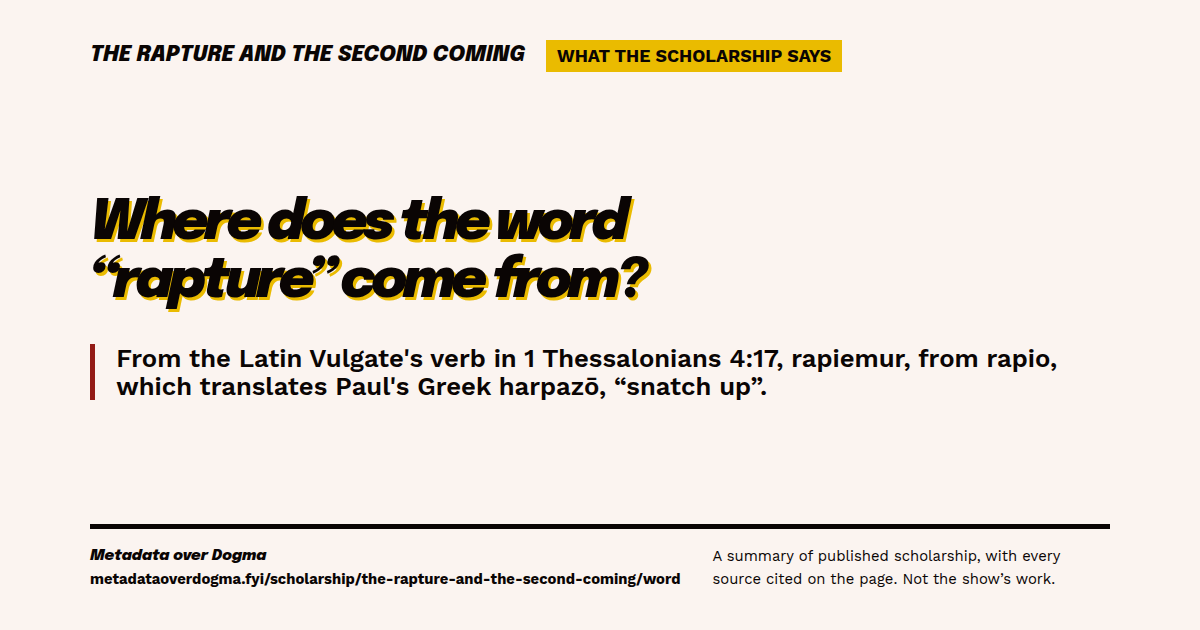 THE RAPTURE AND THE SECOND COMING
WHAT THE SCHOLARSHIP SAYS
Where does the word
“rapture” come from?
From the Latin Vulgate's verb in 1 Thessalonians 4:17, rapiemur, from rapio,
which translates Paul's Greek harpazō, “snatch up”.
Metadata over Dogma
metadataoverdogma.fyi/scholarship/the-rapture-and-the-second-coming/word
A summary of published scholarship, with every
source cited on the page. Not the show’s work.